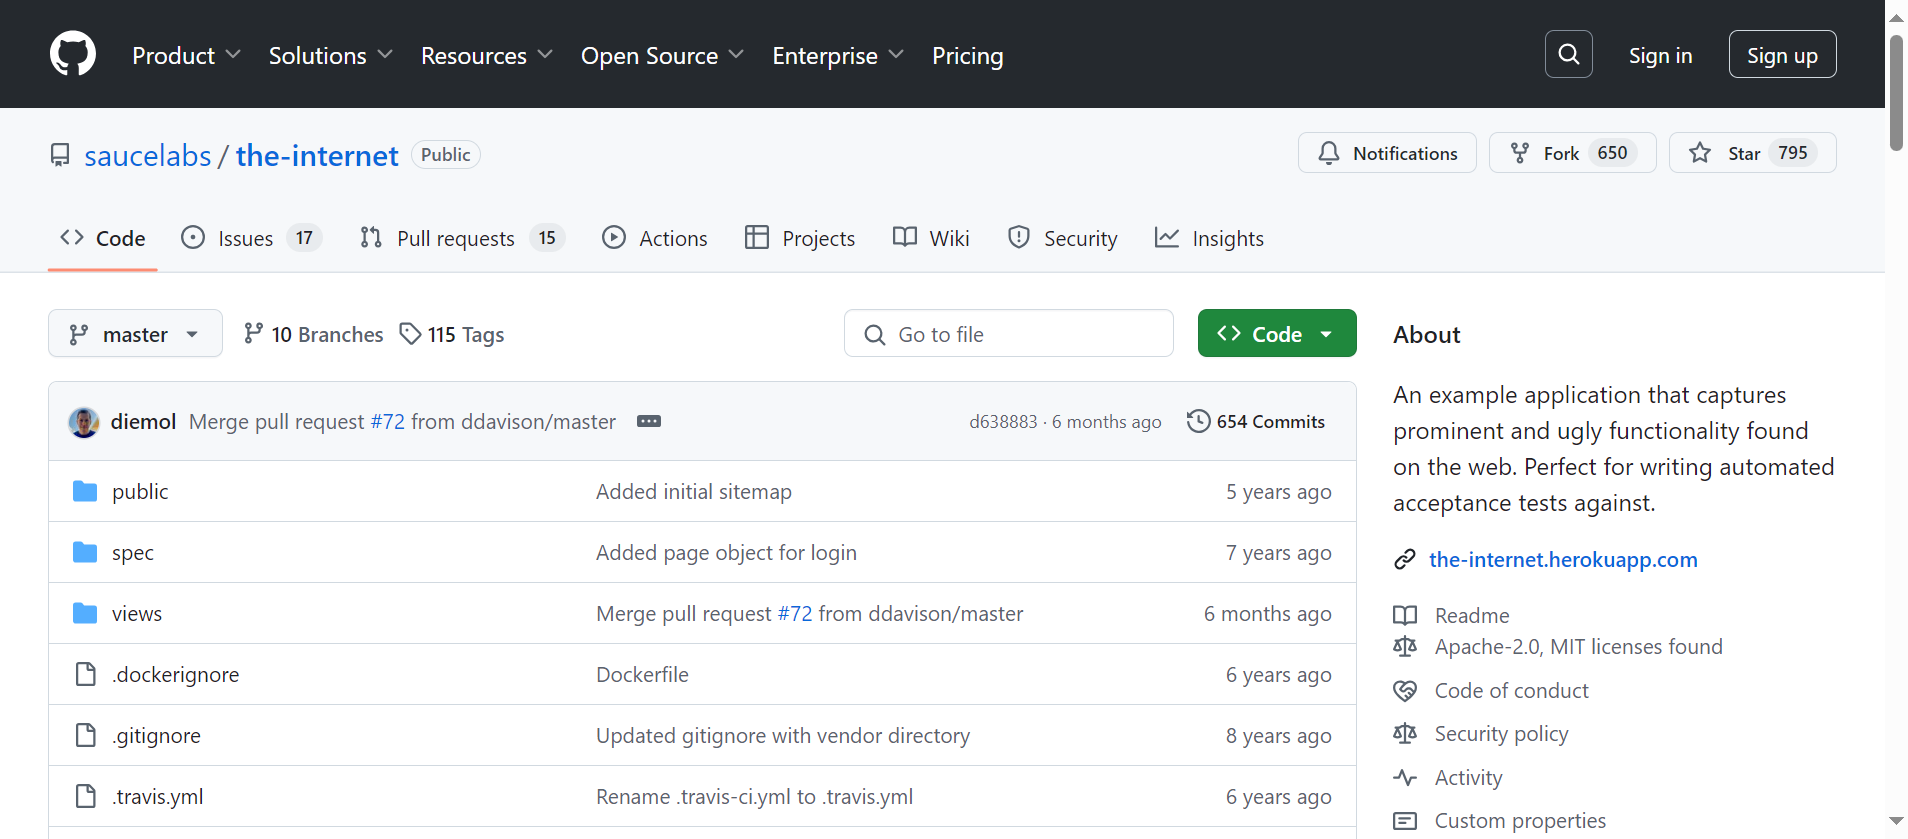 Product Solutions Resources Open Source Enterprise Pricing Sign in Sign up
saucelabs / the-internet Public Notifications Fork 650 Star 795
Code Issues 17 Pull requests 15 Actions Projects Wiki Security Insights
master 10 Branches 115 Tags Go to file Code
diemol Merge pull request #72 from ddavison/master d638883 · 6 months ago 654 Commits
public Added initial sitemap 5 years ago
spec Added page object for login 7 years ago
views Merge pull request #72 from ddavison/master 6 months ago
.dockerignore Dockerfile 6 years ago
.gitignore Updated gitignore with vendor directory 8 years ago
.travis.yml Rename .travis-ci.yml to .travis.yml 6 years ago
About
An example application that captures
prominent and ugly functionality found
on the web. Perfect for writing automated
acceptance tests against.
the-internet.herokuapp.com
Readme
Apache-2.0, MIT licenses found
Code of conduct
Security policy
Activity
Custom properties